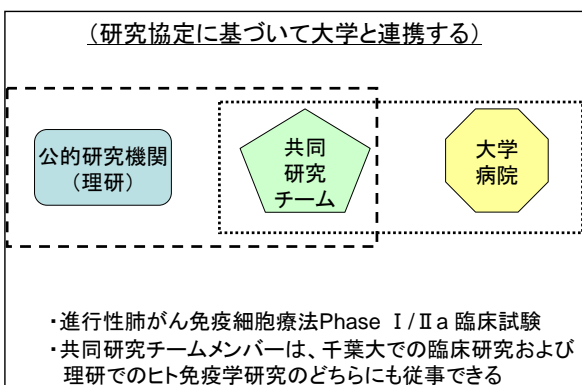 (研究協定に基づいて大学と連携する)
公的研究機関
(理研)
共同
研究
チーム
大学
病院
・進行性肺がん免疫細胞療法Phase Ⅰ/Ⅱa 臨床試験
・共同研究チームメンバーは、千葉大での臨床研究および
理研でのヒト免疫学研究のどちらにも従事できる